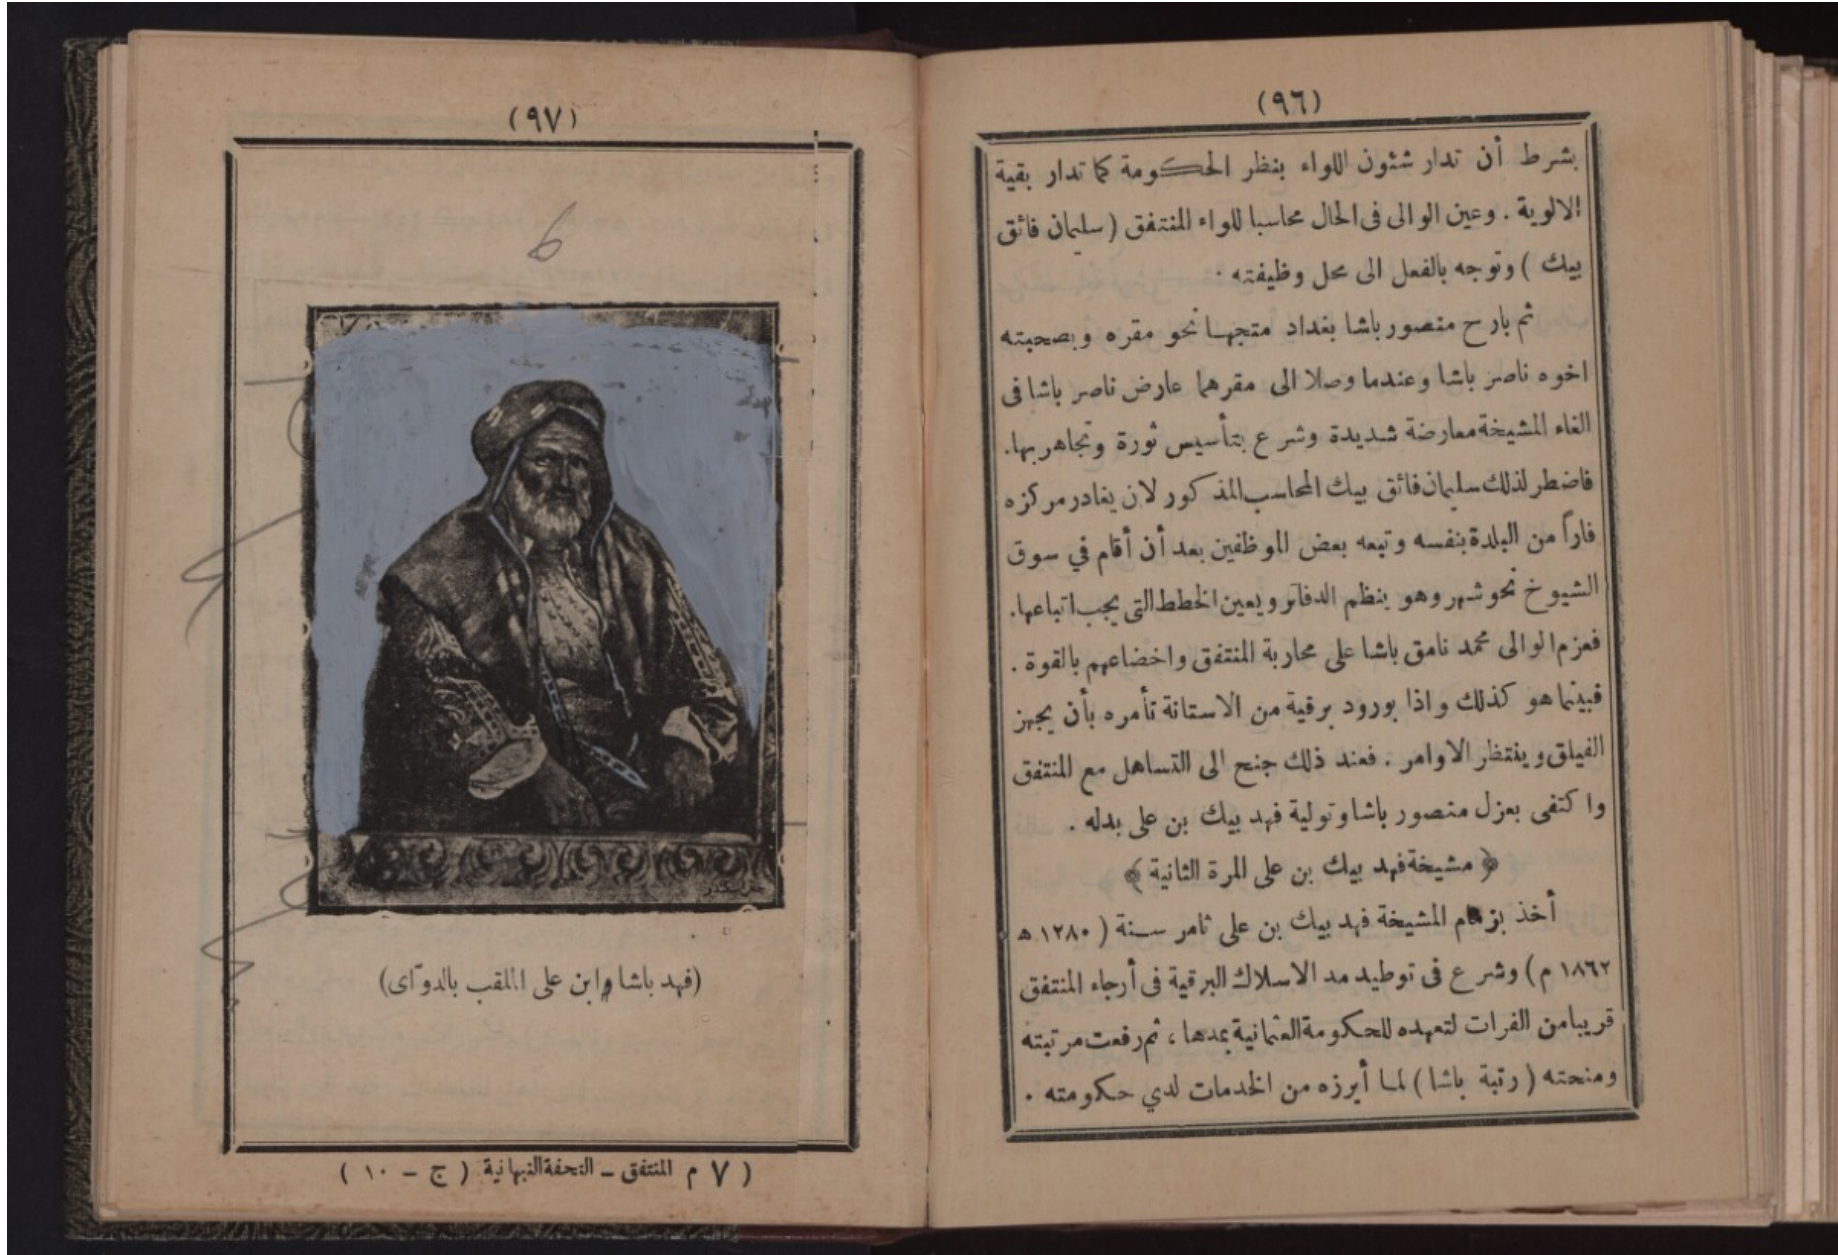 (٩٦)
بشرط أن تدار شئون اللواء بنظر الحكومة كما تدار بقية
الالوية . وعين الوالى فى الحال محاسبا للواء المنتفق ( سليمان فائق
بيك ) وتوجه بالفعل الى محل وظيفته .
ثم بارح منصور باشا بغداد متجها نحو مقره وبصحبته
اخوه ناصر باشا وعندما وصلا الى مقرهما عارض ناصر باشا فى
الغاء المشيخة معارضة شديدة وشرع بتأسيس ثورة وتجاهر بها.
فاضطر لذلك سليمان فائق بيك المحاسب المذكور لان يغادر مركزه
فاراً من البلدة بنفسه وتبعه بعض الموظفين بعد أن أقام في سوق
الشيوخ نحو شهر وهو ينظم الدفاتر ويعين الخطط التى يجب اتباعها.
فعزم الوالى محمد نامق باشا على محاربة المنتفق واخضاعهم بالقوة .
فبينما هو كذلك واذا بورود برقية من الاستانة تأمره بأن يجهز
الفيلق وينتظر الاوامر . فعند ذلك جنح الى التساهل مع المنتفق
واكتفى بعزل منصور باشا وتولية فهد بيك بن على بدله .
﴿ مشيخة فهد بيك بن على المرة الثانية ﴾
أخذ بزمام المشيخة فهد بيك بن على ثامر سنة ( ١٢٨٠ ه
١٨٦٢ م ) وشرع فى توطيد مد الاسلاك البرقية فى أرجاء المنتفق
قريبا من الفرات لتعهده للحكومة العثمانية بمدها ، ثم رفعت مرتبته
ومنحته ( رتبة باشا ) لما أبرزه من الخدمات لدي حكومته .
(٩٧)
(فهد باشا وابن على الملقب بالدوّاى)
( ٧ م المنتفق ــ التحفة النبهانية ( ج ــ ١٠ )